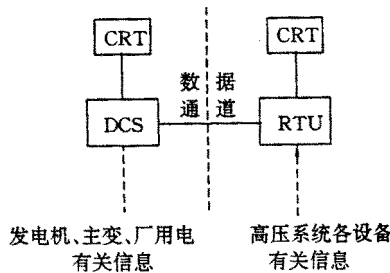 CRT
CRT
数 据
通 道
DCS
RTU
发电机、主变、厂用电
有关信息
高压系统各设备
有关信息